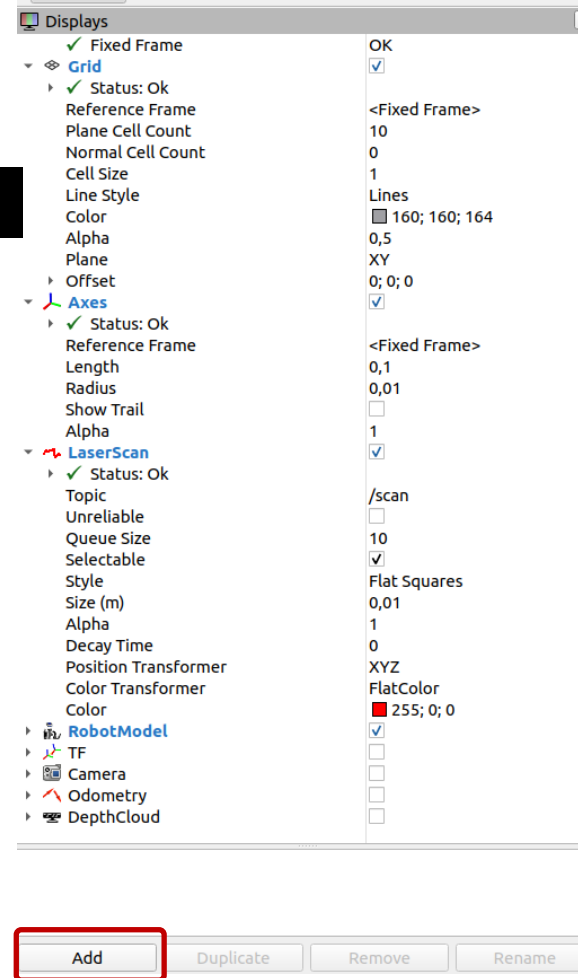 Displays
Fixed Frame OK
Grid
Status: Ok
Reference Frame <Fixed Frame>
Plane Cell Count 10
Normal Cell Count 0
Cell Size 1
Line Style Lines
Color 160; 160; 164
Alpha 0,5
Plane XY
Offset 0; 0; 0
Axes
Status: Ok
Reference Frame <Fixed Frame>
Length 0,1
Radius 0,01
Show Trail
Alpha 1
LaserScan
Status: Ok
Topic /scan
Unreliable
Queue Size 10
Selectable
Style Flat Squares
Size (m) 0,01
Alpha 1
Decay Time 0
Position Transformer XYZ
Color Transformer FlatColor
Color 255; 0; 0
RobotModel
TF
Camera
Odometry
DepthCloud
Add Duplicate Remove Rename